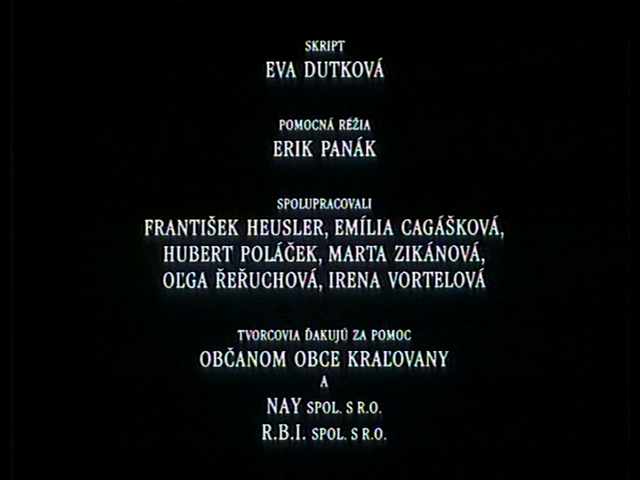 SKRIPT
EVA DUTKOVÁ
POMOCNÁ RÉŽIA
ERIK PANÁK
SPOLUPRACOVALI
FRANTIŠEK HEUSLER, EMÍLIA CAGÁŠKOVÁ,
HUBERT POLÁČEK, MARTA ZIKÁNOVÁ,
OĽGA ŘEŘUCHOVÁ, IRENA VORTELOVÁ
TVORCOVIA ĎAKUJÚ ZA POMOC
OBČANOM OBCE KRAĽOVANY
A
NAY SPOL. S R.O.
R.B.I. SPOL. S R.O.